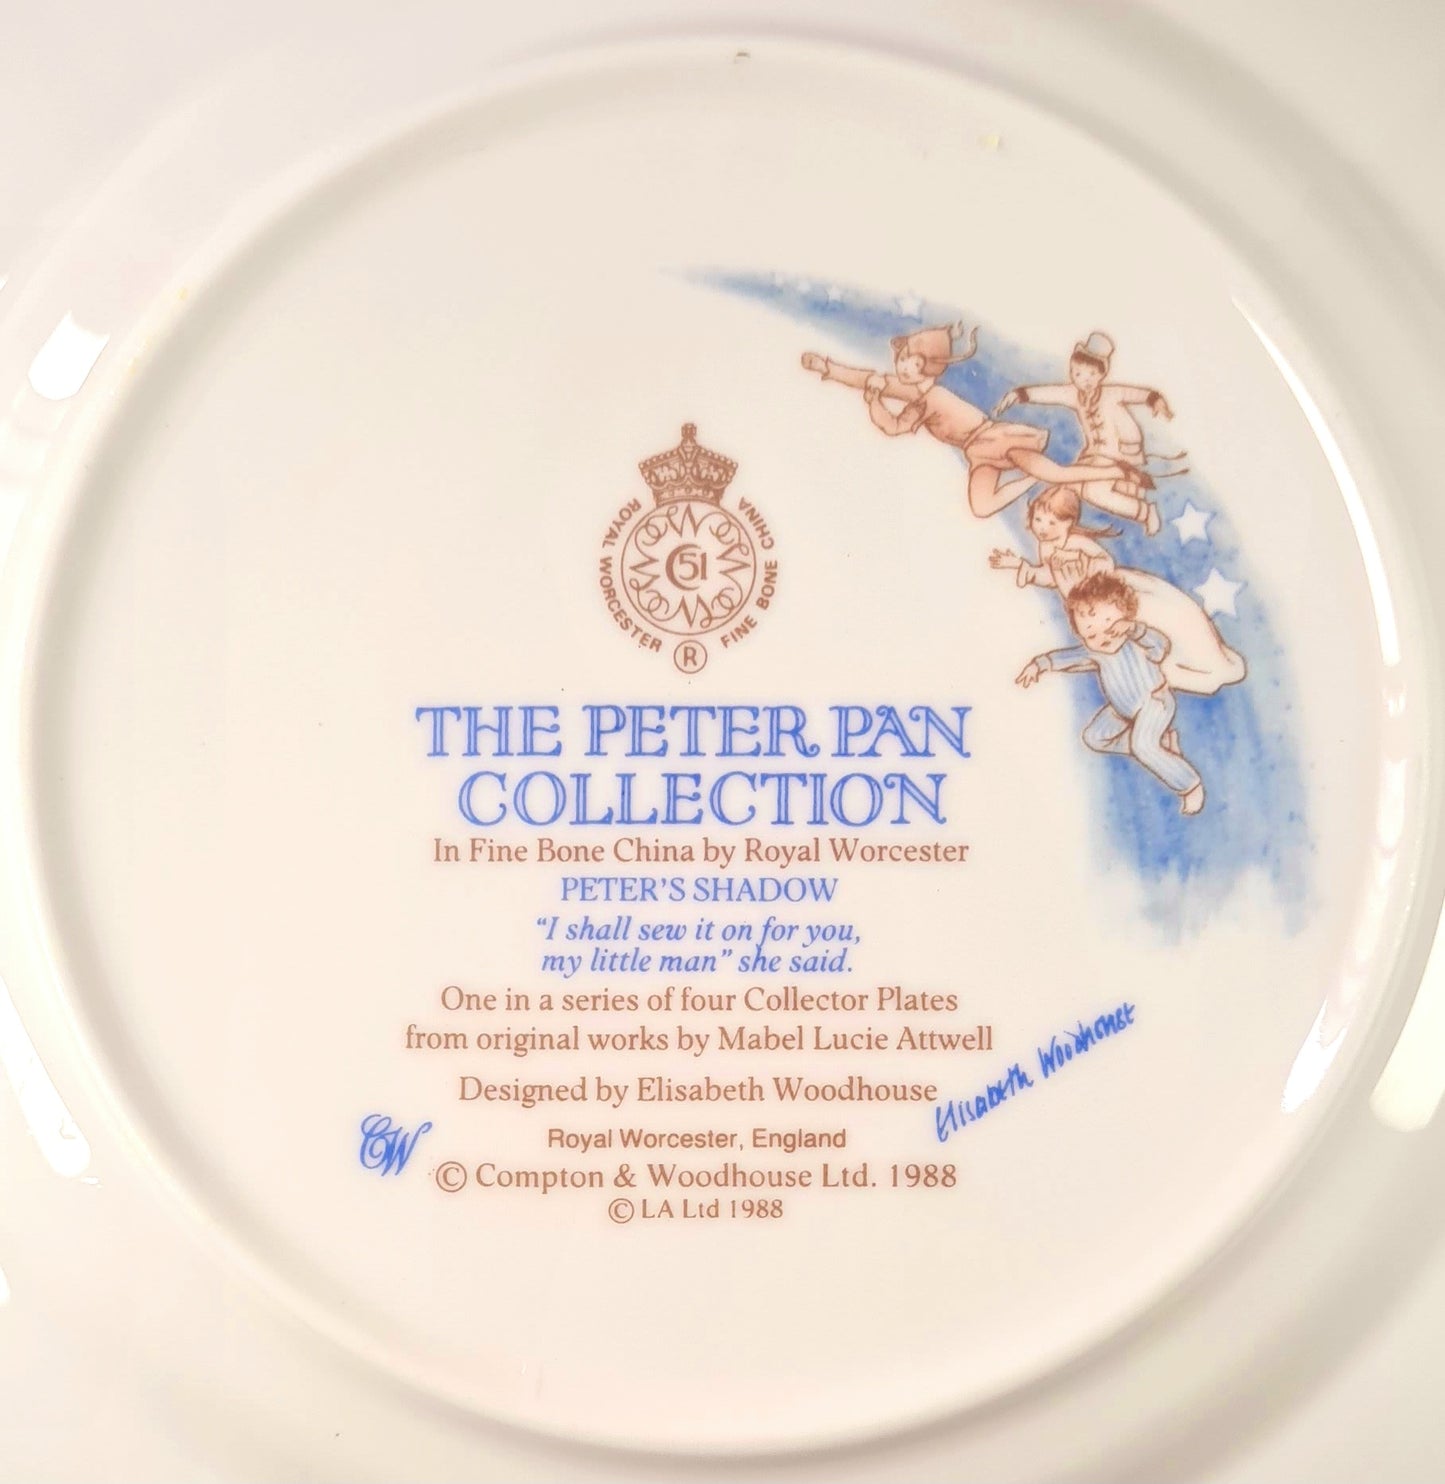 ROYAL WORCESTER FINE BONE CHINA
51
®
THE PETER PAN
COLLECTION
In Fine Bone China by Royal Worcester
PETER'S SHADOW
“I shall sew it on for you,
my little man” she said.
One in a series of four Collector Plates
from original works by Mabel Lucie Attwell
Designed by Elisabeth Woodhouse
Elisabeth Woodhouse
CW
Royal Worcester, England
© Compton & Woodhouse Ltd. 1988
© LA Ltd 1988